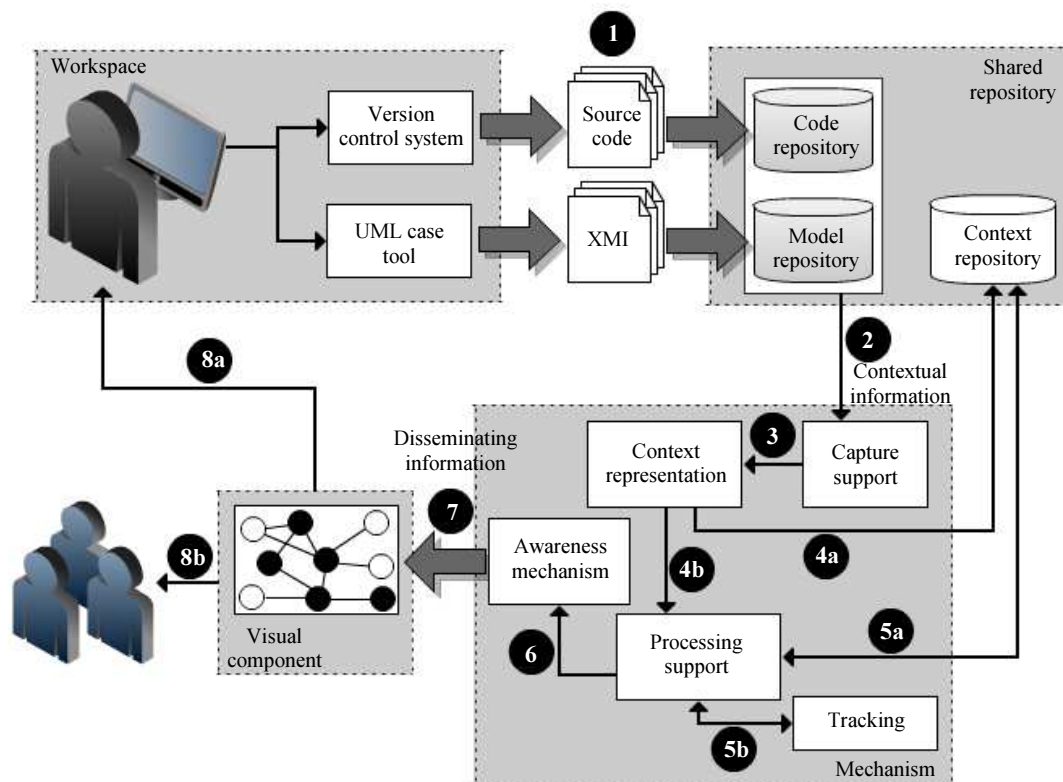 Workspace
1
Shared
repository
Version
control system
Source
code
Code
repository
UML case
tool
XMI
Model
repository
Context
repository
8a
2
Contextual
information
Disseminating
information
Context
representation
3
Capture
support
7
Awareness
mechanism
4a
4b
8b
Visual
component
6
Processing
support
5a
5b
Tracking
Mechanism